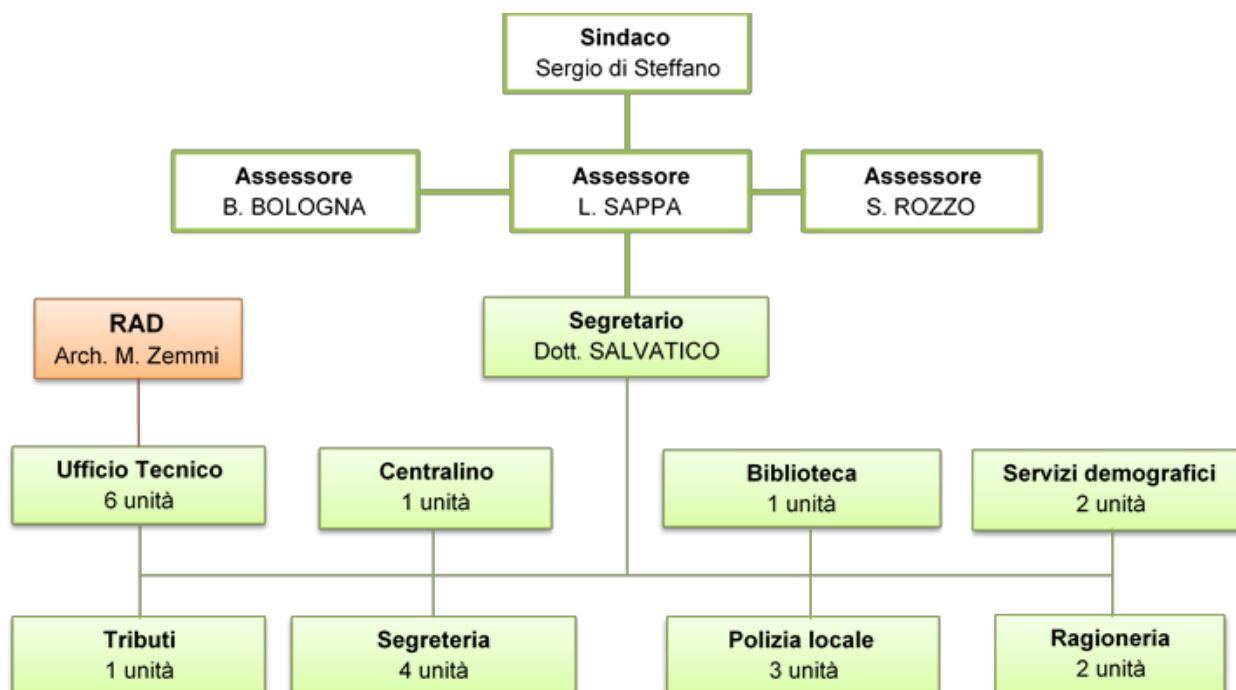 Sindaco
Sergio di Steffano
Assessore
B. BOLOGNA
Assessore
L. SAPPA
Assessore
S. ROZZO
RAD
Arch. M. Zemmi
Segretario
Dott. SALVATICO
Ufficio Tecnico
6 unità
Centralino
1 unità
Biblioteca
1 unità
Servizi demografici
2 unità
Tributi
1 unità
Segreteria
4 unità
Polizia locale
3 unità
Ragioneria
2 unità